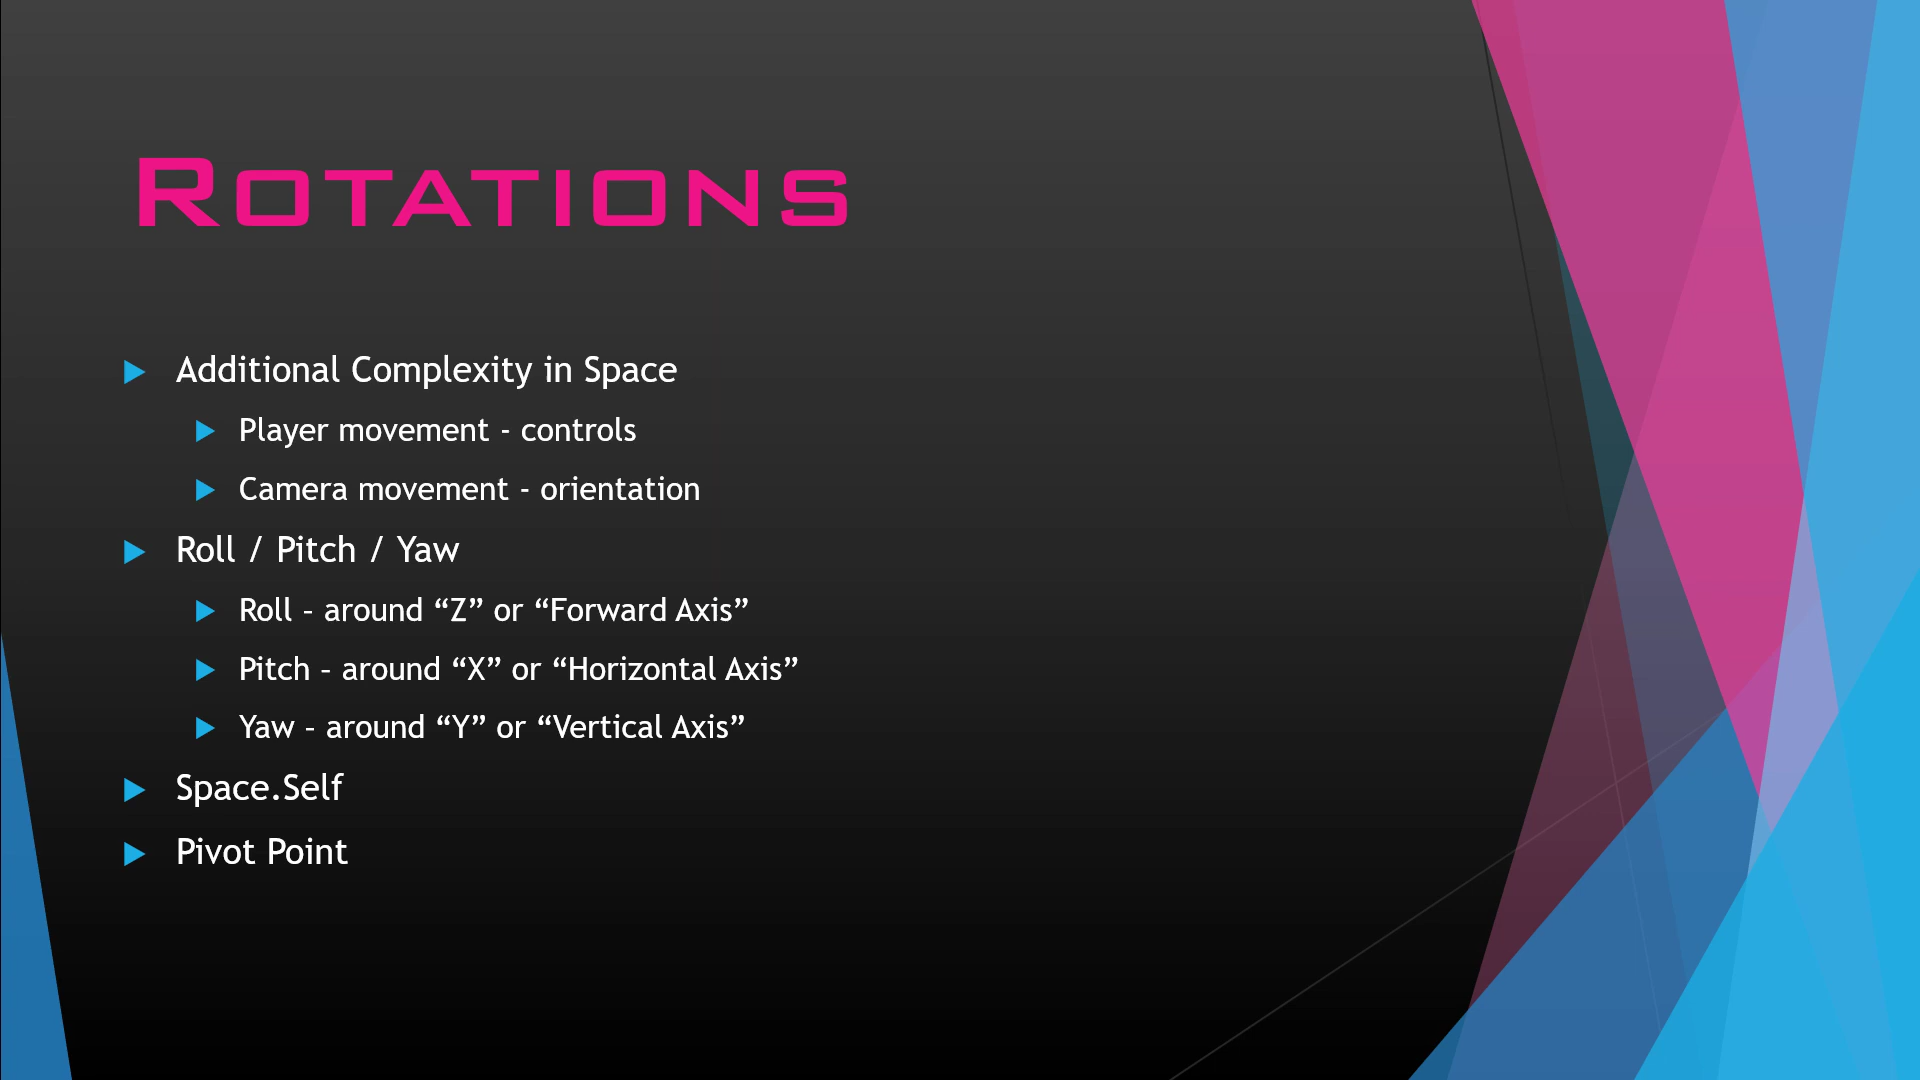 Rotations
Additional Complexity in Space
Player movement - controls
Camera movement - orientation
Roll / Pitch / Yaw
Roll – around “Z” or “Forward Axis”
Pitch – around “X” or “Horizontal Axis”
Yaw – around “Y” or “Vertical Axis”
Space.Self
Pivot Point